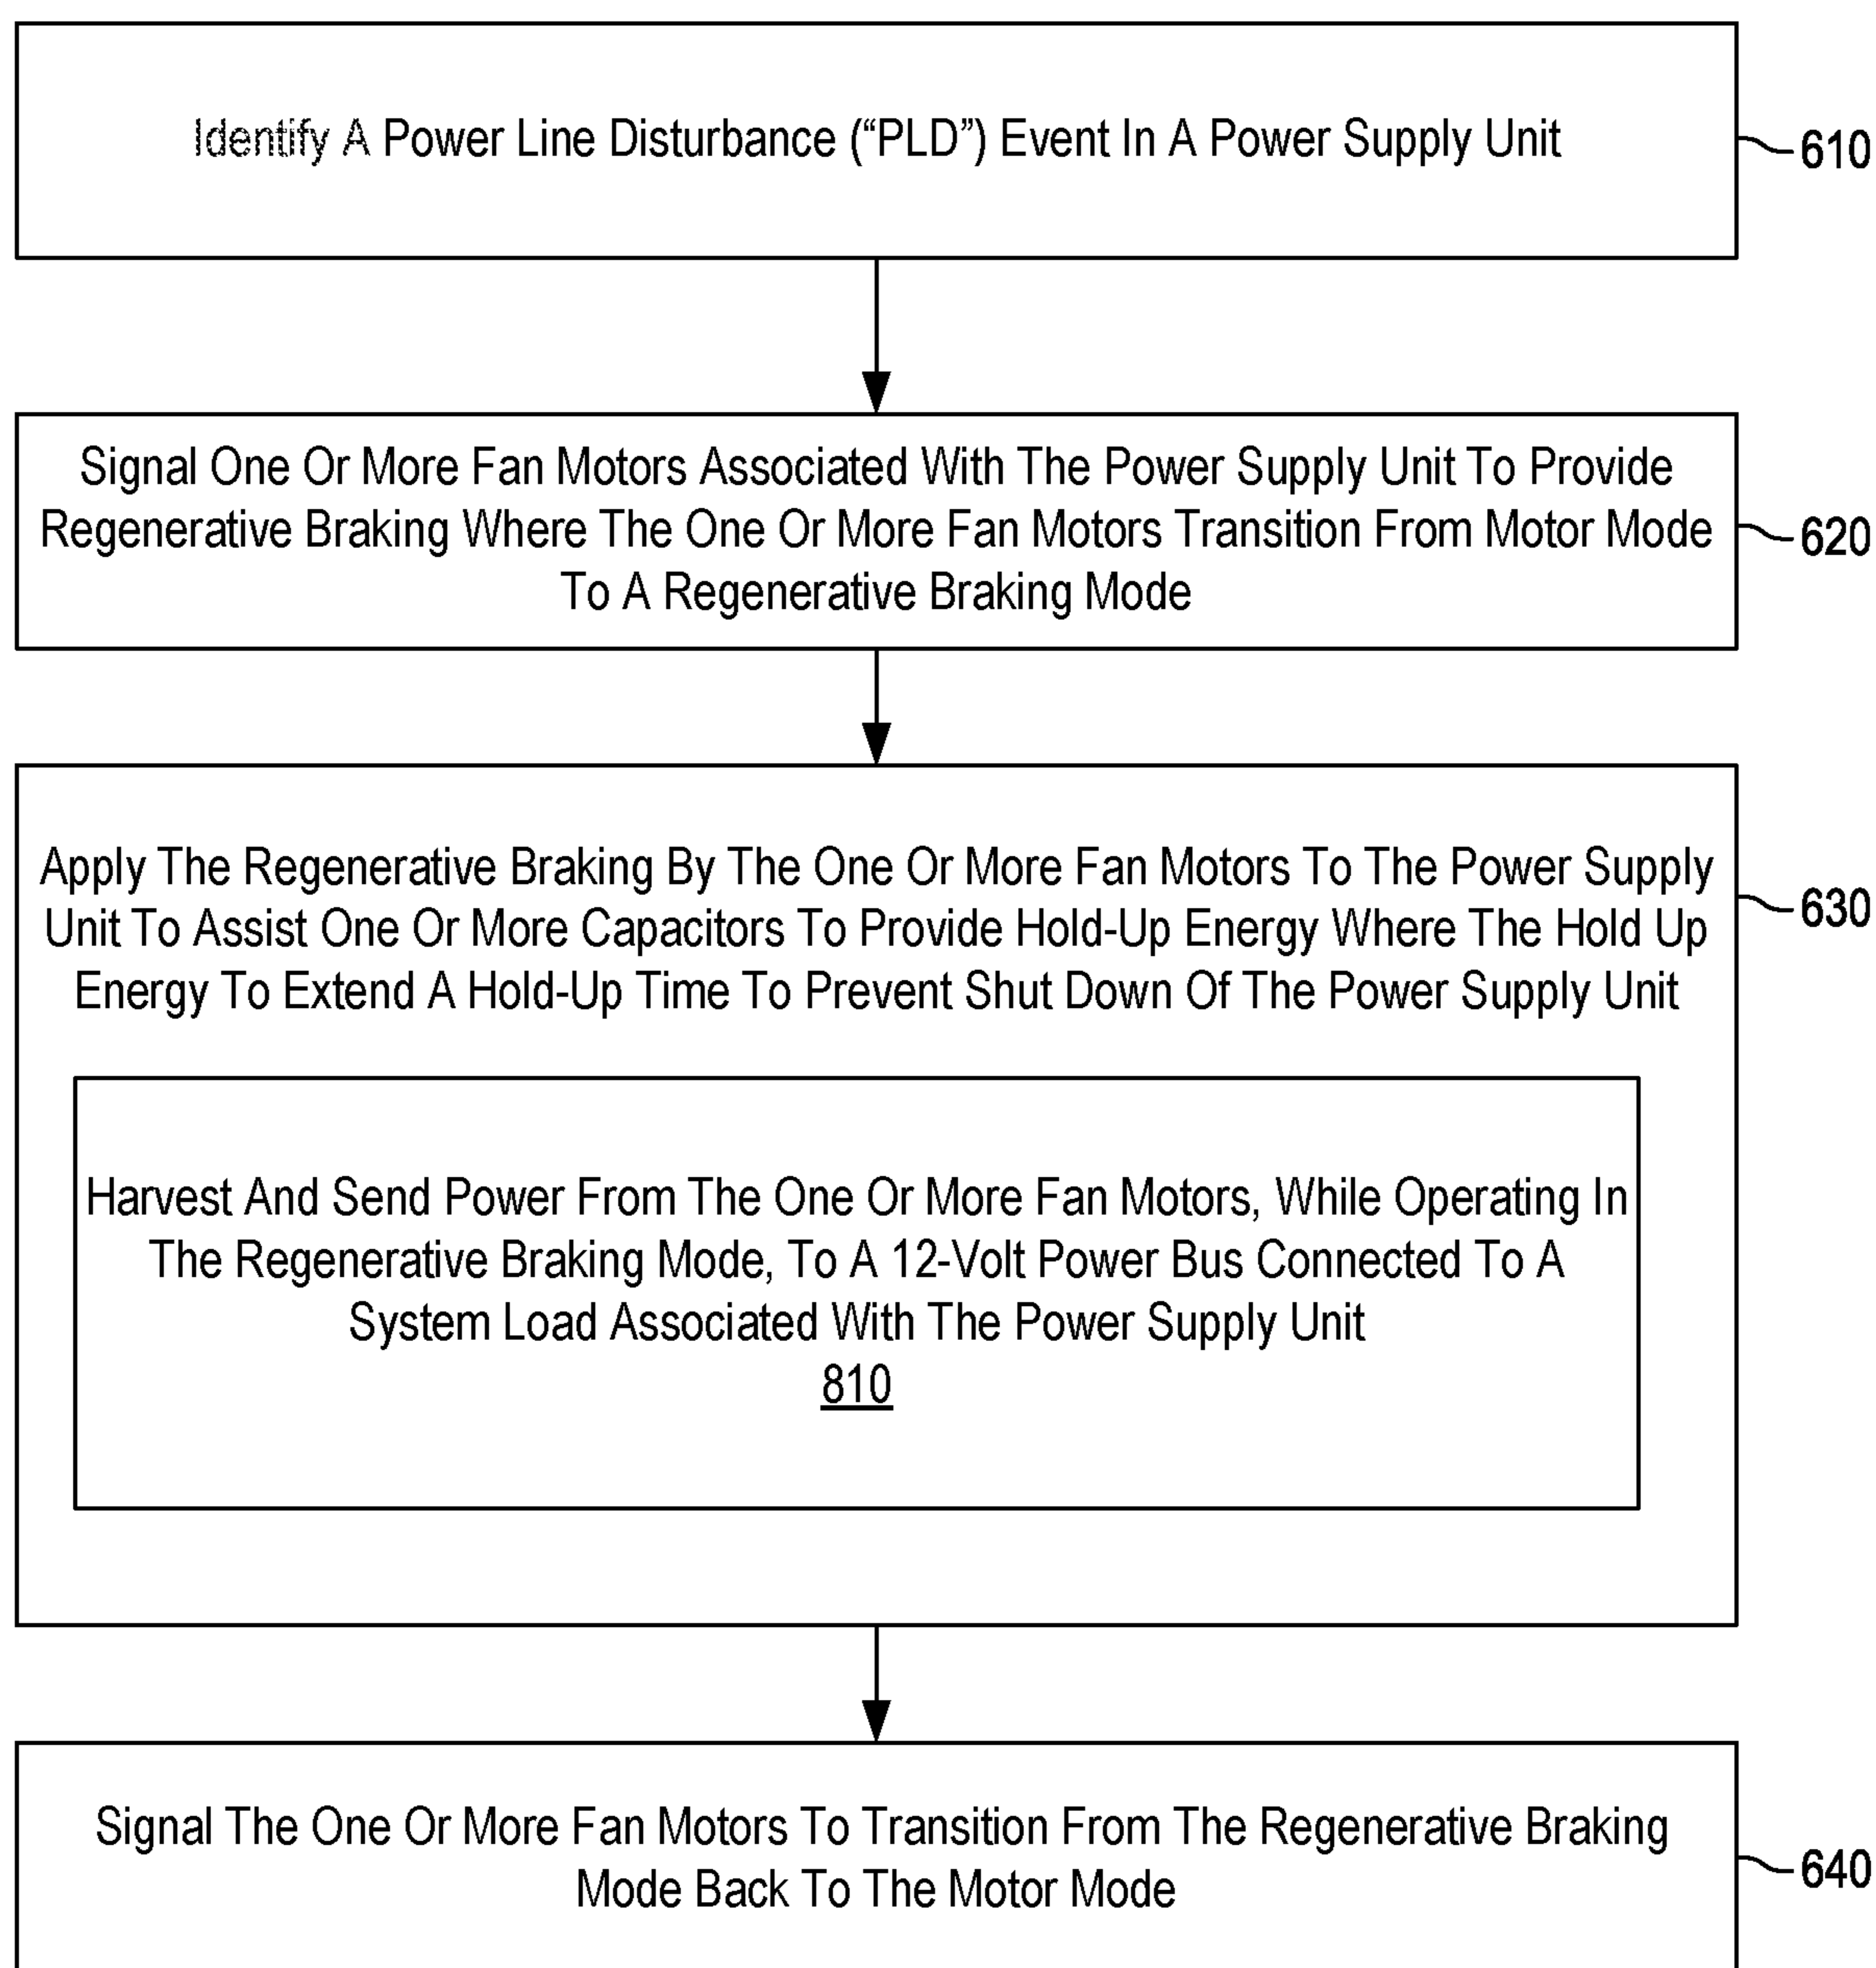 Identify A Power Line Disturbance (“PLD”) Event In A Power Supply Unit
610
Signal One Or More Fan Motors Associated With The Power Supply Unit To Provide
Regenerative Braking Where The One Or More Fan Motors Transition From Motor Mode
To A Regenerative Braking Mode
620
Apply The Regenerative Braking By The One Or More Fan Motors To The Power Supply
Unit To Assist One Or More Capacitors To Provide Hold-Up Energy Where The Hold Up
Energy To Extend A Hold-Up Time To Prevent Shut Down Of The Power Supply Unit
630
Harvest And Send Power From The One Or More Fan Motors, While Operating In
The Regenerative Braking Mode, To A 12-Volt Power Bus Connected To A
System Load Associated With The Power Supply Unit
810
Signal The One Or More Fan Motors To Transition From The Regenerative Braking
Mode Back To The Motor Mode
640